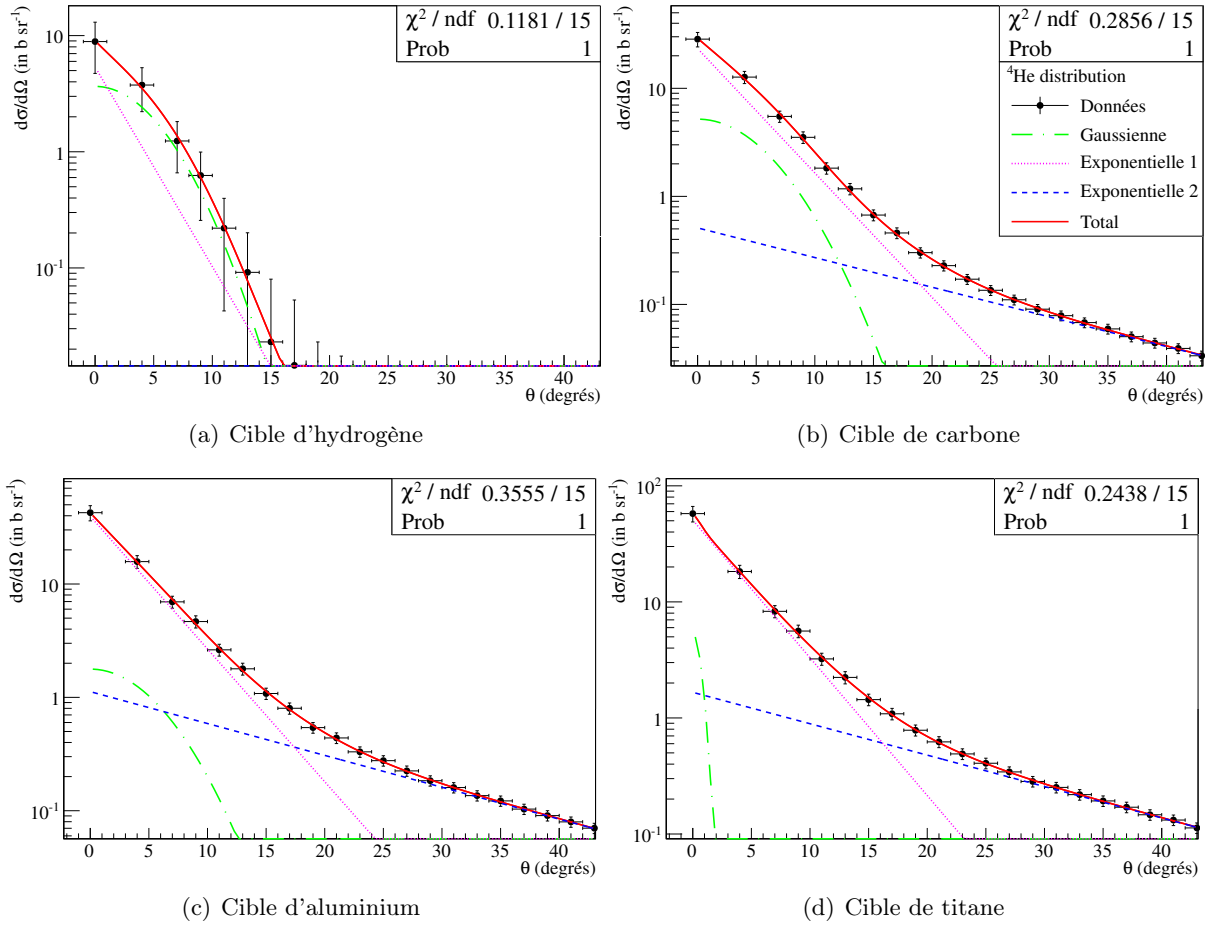 dσ/dΩ (in b sr⁻¹)
χ² / ndf 0.1181 / 15
Prob 1
10
1
10⁻¹
0 5 10 15 20 25 30 35 40
θ (degrés)
(a) Cible d'hydrogène
dσ/dΩ (in b sr⁻¹)
χ² / ndf 0.2856 / 15
Prob 1
⁴He distribution
Données
Gaussienne
Exponentielle 1
Exponentielle 2
Total
10
1
10⁻¹
0 5 10 15 20 25 30 35 40
θ (degrés)
(b) Cible de carbone
dσ/dΩ (in b sr⁻¹)
χ² / ndf 0.3555 / 15
Prob 1
10
1
10⁻¹
0 5 10 15 20 25 30 35 40
θ (degrés)
(c) Cible d'aluminium
dσ/dΩ (in b sr⁻¹)
χ² / ndf 0.2438 / 15
Prob 1
10²
10
1
10⁻¹
0 5 10 15 20 25 30 35 40
θ (degrés)
(d) Cible de titane